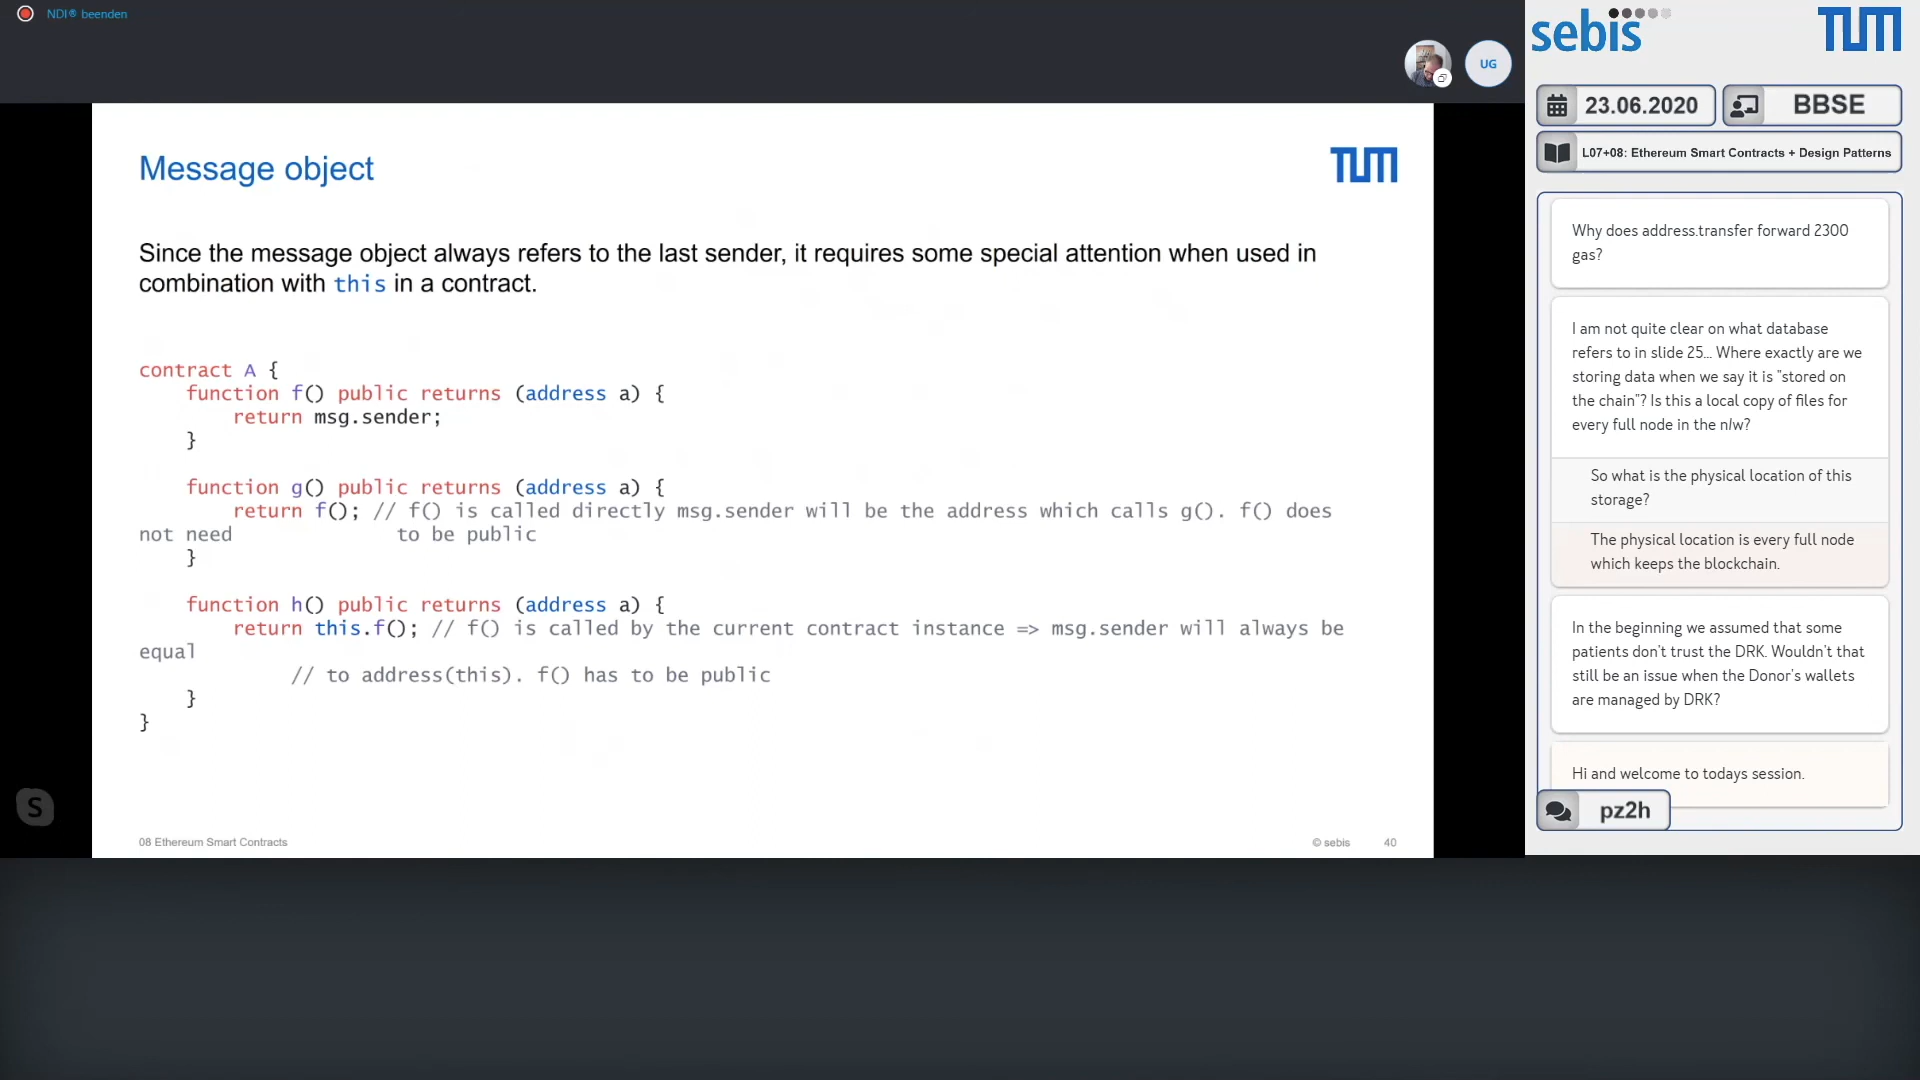 NDI® beenden
UG
Message object
TUM
Since the message object always refers to the last sender, it requires some special attention when used in
combination with this in a contract.
contract A {
    function f() public returns (address a) {
        return msg.sender;
    }
    function g() public returns (address a) {
        return f(); // f() is called directly msg.sender will be the address which calls g(). f() does
not need              to be public
    }
    function h() public returns (address a) {
        return this.f(); // f() is called by the current contract instance => msg.sender will always be
equal
             // to address(this). f() has to be public
    }
}
S
08 Ethereum Smart Contracts
© sebis
40
sebis
TUM
23.06.2020
BBSE
L07+08: Ethereum Smart Contracts + Design Patterns
Why does address.transfer forward 2300
gas?
I am not quite clear on what database
refers to in slide 25... Where exactly are we
storing data when we say it is "stored on
the chain"? Is this a local copy of files for
every full node in the n/w?
So what is the physical location of this
storage?
The physical location is every full node
which keeps the blockchain.
In the beginning we assumed that some
patients don't trust the DRK. Wouldn't that
still be an issue when the Donor's wallets
are managed by DRK?
Hi and welcome to todays session.
pz2h